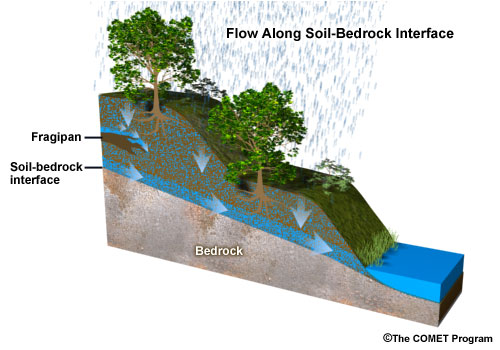 Flow Along Soil-Bedrock Interface
Fragipan
Soil-bedrock
interface
Bedrock
©The COMET Program